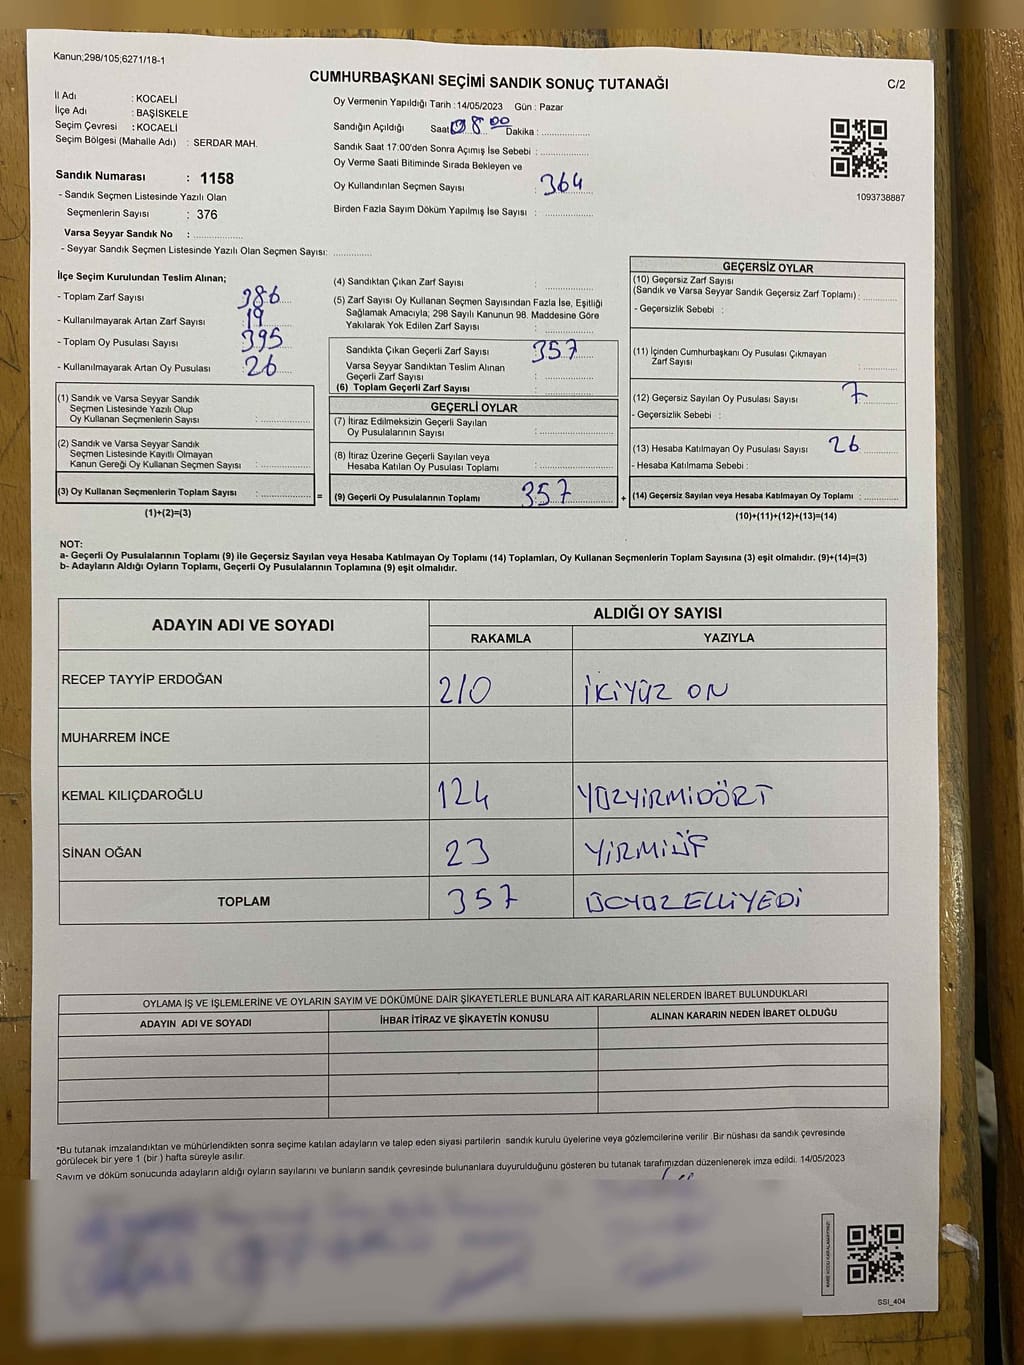 Kanun;298/105;6271/18-1
CUMHURBAŞKANI SEÇİMİ SANDIK SONUÇ TUTANAĞI
C/2
İl Adı : KOCAELİ
İlçe Adı : BAŞİSKELE
Seçim Çevresi : KOCAELİ
Seçim Bölgesi (Mahalle Adı) : SERDAR MAH.
Oy Vermenin Yapıldığı Tarih : 14/05/2023 Gün : Pazar
Sandığın Açıldığı Saat 08 00 Dakika : ..............
Sandık Saat 17:00'den Sonra Açımış İse Sebebi : ..............
Oy Verme Saati Bitiminde Sırada Bekleyen ve
Oy Kullandırılan Seçmen Sayısı : 364
Birden Fazla Sayım Döküm Yapılmış İse Sayısı : ..............
1093738887
Sandık Numarası : 1158
- Sandık Seçmen Listesinde Yazılı Olan
Seçmenlerin Sayısı : 376
Varsa Seyyar Sandık No : ..............
- Seyyar Sandık Seçmen Listesinde Yazılı Olan Seçmen Sayısı: ..............
İlçe Seçim Kurulundan Teslim Alınan;
- Toplam Zarf Sayısı : 386
- Kullanılmayarak Artan Zarf Sayısı : 19
- Toplam Oy Pusulası Sayısı : 395
- Kullanılmayarak Artan Oy Pusulası : 26
(1) Sandık ve Varsa Seyyar Sandık
Seçmen Listesinde Yazılı Olup
Oy Kullanan Seçmenlerin Sayısı : ..............
(2) Sandık ve Varsa Seyyar Sandık
Seçmen Listesinde Kayıtlı Olmayan
Kanun Gereği Oy Kullanan Seçmen Sayısı : ..............
(3) Oy Kullanan Seçmenlerin Toplam Sayısı : .............. =
(1)+(2)=(3)
(4) Sandıktan Çıkan Zarf Sayısı : ..............
(5) Zarf Sayısı Oy Kullanan Seçmen Sayısından Fazla İse, Eşitliği
Sağlamak Amacıyla; 298 Sayılı Kanunun 98. Maddesine Göre
Yakılarak Yok Edilen Zarf Sayısı : ..............
Sandıkta Çıkan Geçerli Zarf Sayısı : 357
Varsa Seyyar Sandıktan Teslim Alınan
Geçerli Zarf Sayısı : ..............
(6) Toplam Geçerli Zarf Sayısı : ..............
GEÇERLİ OYLAR
(7) İtiraz Edilmeksizin Geçerli Sayılan
Oy Pusulalarının Sayısı : ..............
(8) İtiraz Üzerine Geçerli Sayılan veya
Hesaba Katılan Oy Pusulası Toplamı : ..............
(9) Geçerli Oy Pusulalarının Toplamı : 357 +
GEÇERSİZ OYLAR
(10) Geçersiz Zarf Sayısı
(Sandık ve Varsa Seyyar Sandık Geçersiz Zarf Toplamı) : ..............
- Geçersizlik Sebebi :
(11) İçinden Cumhurbaşkanı Oy Pusulası Çıkmayan
Zarf Sayısı : ..............
(12) Geçersiz Sayılan Oy Pusulası Sayısı : 7
- Geçersizlik Sebebi :
(13) Hesaba Katılmayan Oy Pusulası Sayısı : 26
- Hesaba Katılmama Sebebi :
(14) Geçersiz Sayılan veya Hesaba Katılmayan Oy Toplamı : ..............
(10)+(11)+(12)+(13)=(14)
NOT:
a- Geçerli Oy Pusulalarının Toplamı (9) ile Geçersiz Sayılan veya Hesaba Katılmayan Oy Toplamı (14) Toplamları, Oy Kullanan Seçmenlerin Toplam Sayısına (3) eşit olmalıdır. (9)+(14)=(3)
b- Adayların Aldığı Oyların Toplamı, Geçerli Oy Pusulalarının Toplamına (9) eşit olmalıdır.
ADAYIN ADI VE SOYADI
ALDIĞI OY SAYISI
RAKAMLA YAZIYLA
RECEP TAYYİP ERDOĞAN 210 İKİYÜZ ON
MUHARREM İNCE
KEMAL KILIÇDAROĞLU 124 YÜZYİRMİDÖRT
SİNAN OĞAN 23 YİRMİÜÇ
TOPLAM 357 ÜCYÜZELLİYEDİ
OYLAMA İŞ VE İŞLEMLERİNE VE OYLARIN SAYIM VE DÖKÜMÜNE DAİR ŞİKAYETLERLE BUNLARA AİT KARARLARIN NELERDEN İBARET BULUNDUKLARI
ADAYIN ADI VE SOYADI İHBAR İTİRAZ VE ŞİKAYETİN KONUSU ALINAN KARARIN NEDEN İBARET OLDUĞU
*Bu tutanak imzalandıktan ve mühürlendikten sonra seçime katılan adayların ve talep eden siyasi partilerin sandık kurulu üyelerine veya gözlemcilerine verilir .Bir nüshası da sandık çevresinde
görülecek bir yere 1 (bir ) hafta süreyle asılır.
Sayım ve döküm sonucunda adayların aldığı oyların sayılarını ve bunların sandık çevresinde bulunanlara duyurulduğunu gösteren bu tutanak tarafımızdan düzenlenerek imza edildi. 14/05/2023
SSI_404